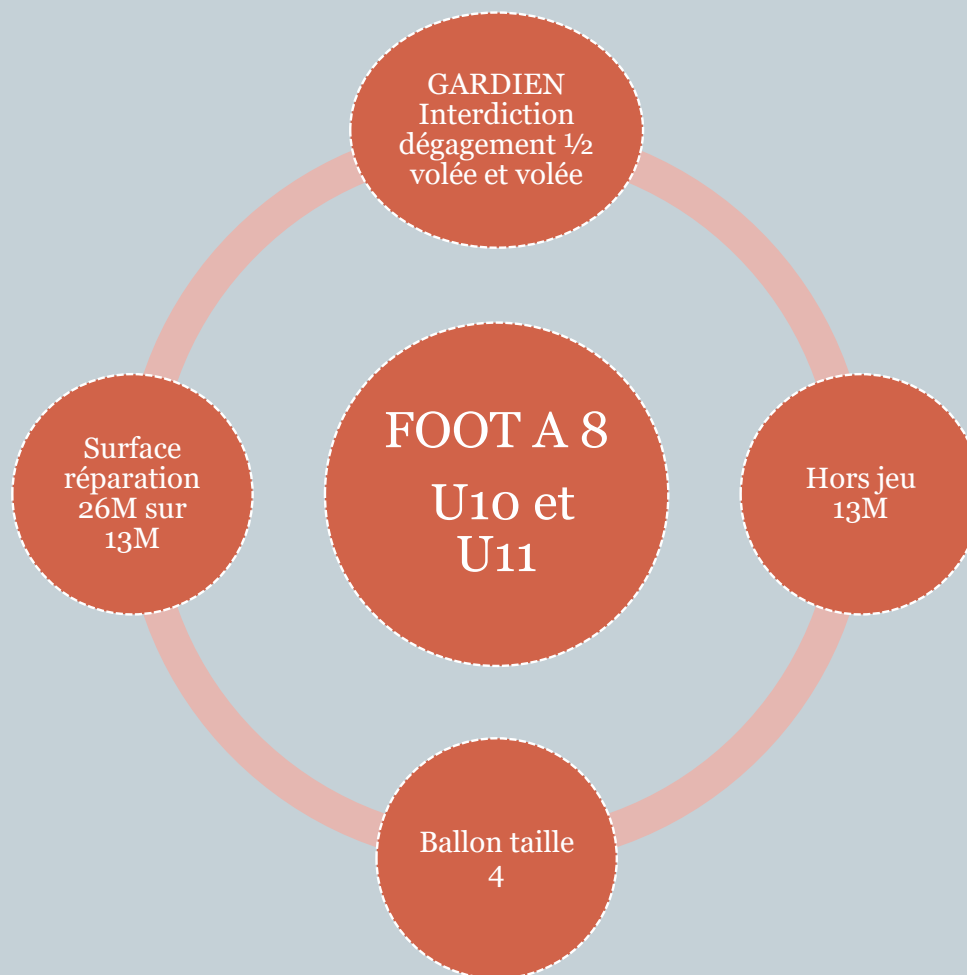 GARDIEN
Interdiction
dégagement ½
volée et volée
Surface
réparation
26M sur
13M
FOOT A 8
U10 et
U11
Hors jeu
13M
Ballon taille
4